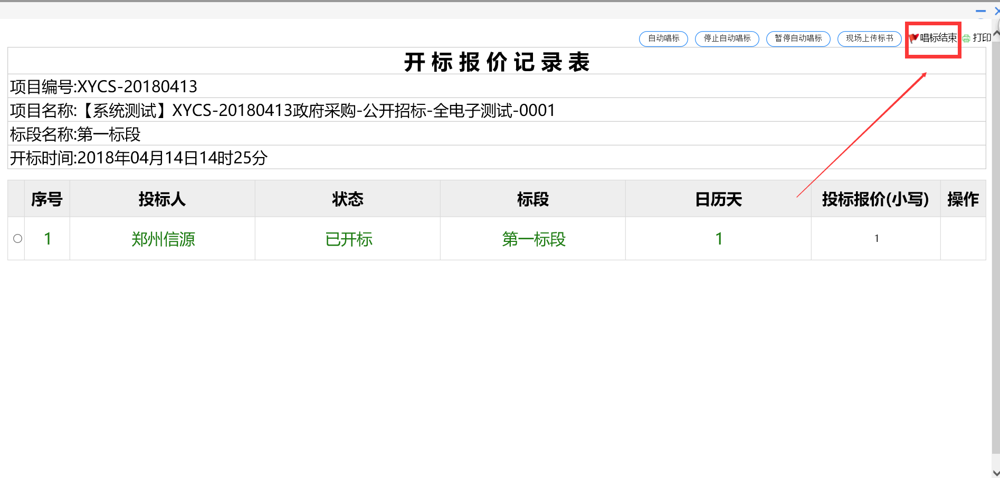 自动唱标 停止自动唱标 暂停自动唱标 现场上传标书 唱标结束 打印
开标报价记录表
项目编号:XYCS-20180413
项目名称:【系统测试】XYCS-20180413政府采购-公开招标-全电子测试-0001
标段名称:第一标段
开标时间:2018年04月14日14时25分
序号 投标人 状态 标段 日历天 投标报价(小写) 操作
1 郑州信源 已开标 第一标段 1 1